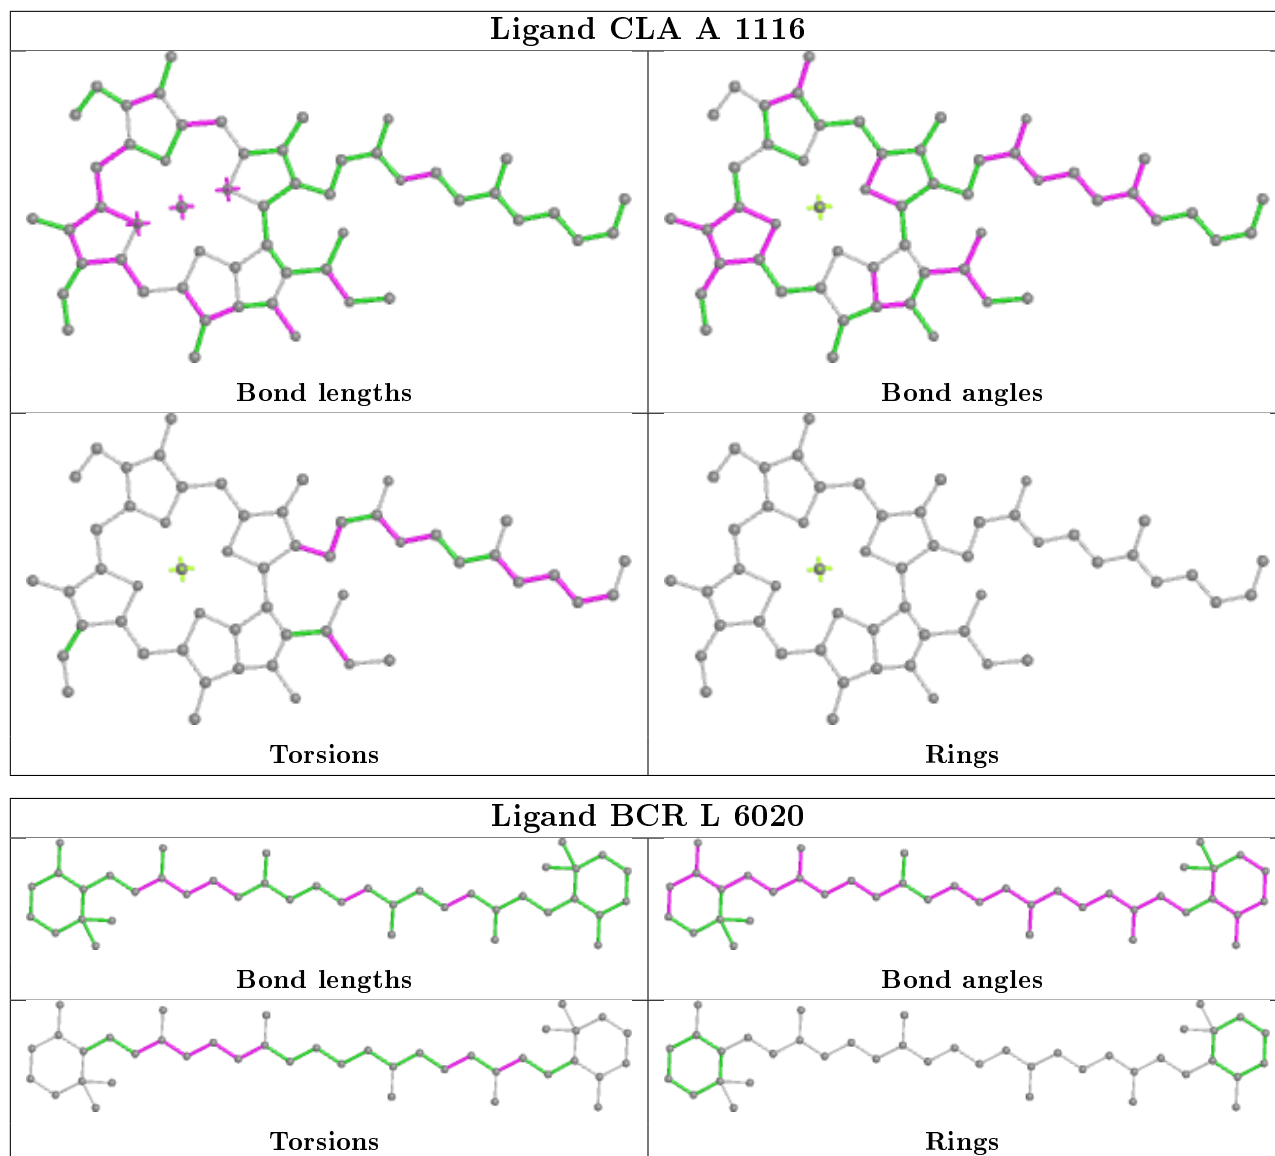 Ligand CLA A 1116
Bond lengths
Bond angles
Torsions
Rings
Ligand BCR L 6020
Bond lengths
Bond angles
Torsions
Rings